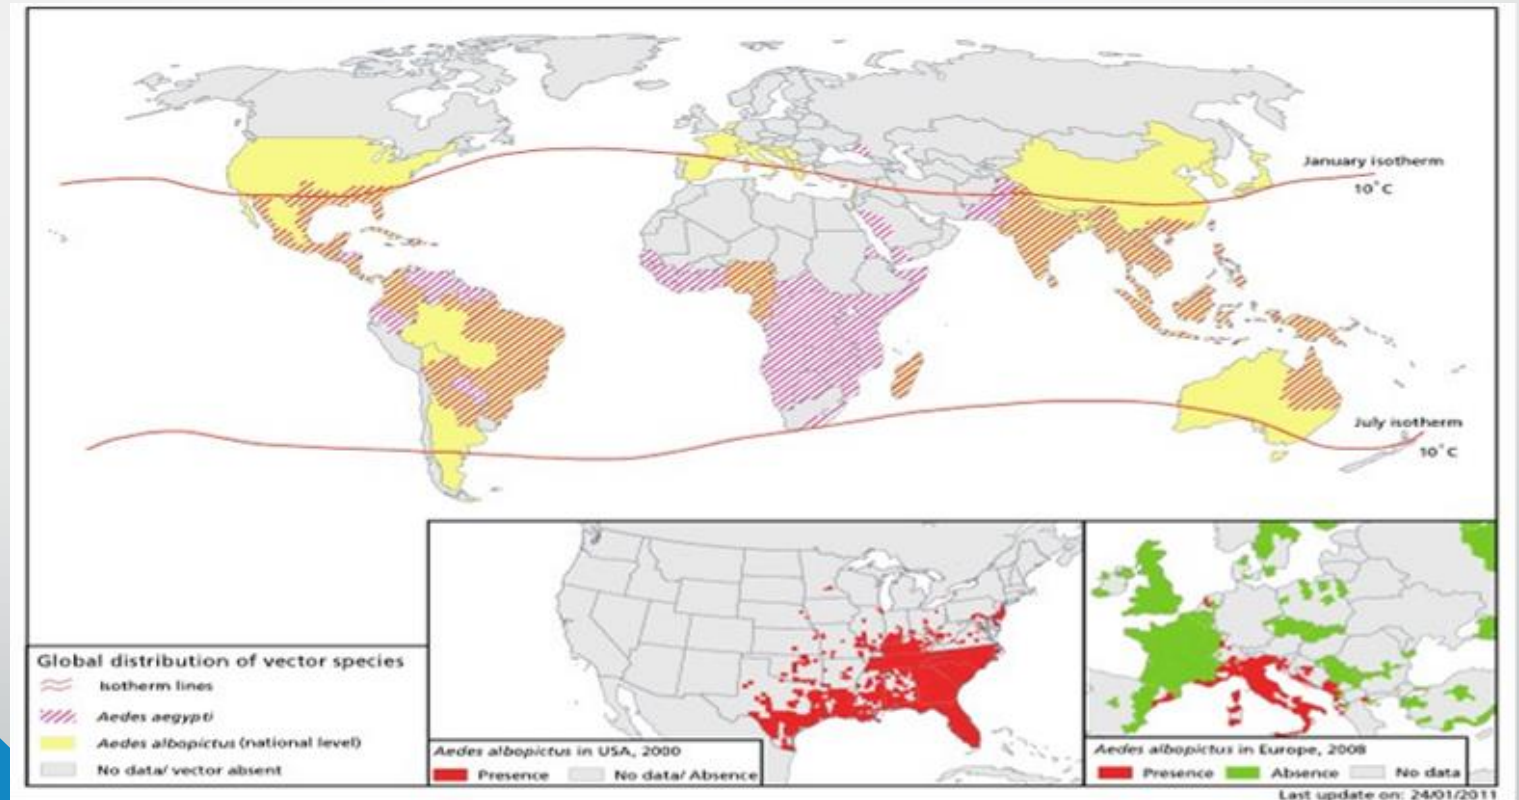 January isotherm
10°C
July isotherm
10°C
Global distribution of vector species
Isotherm lines
Aedes aegypti
Aedes albopictus (national level)
No data/ vector absent
Aedes albopictus in USA, 2000
Presence
No data/ Absence
Aedes albopictus in Europe, 2008
Presence
Absence
No data
Last update on: 24/01/2011